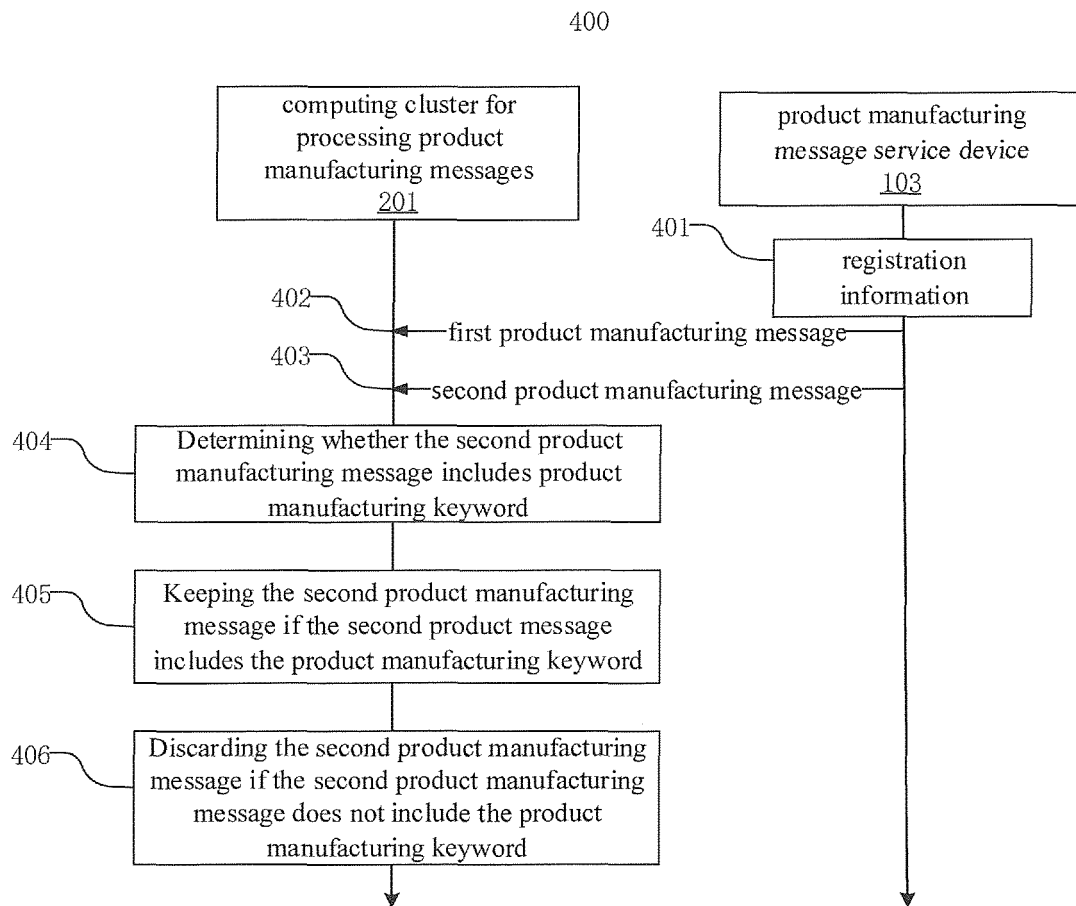 400
computing cluster for
processing product
manufacturing messages
201
product manufacturing
message service device
103
401
registration
information
402
first product manufacturing message
403
second product manufacturing message
404
Determining whether the second product
manufacturing message includes product
manufacturing keyword
405
Keeping the second product manufacturing
message if the second product message
includes the product manufacturing keyword
406
Discarding the second product manufacturing
message if the second product manufacturing
message does not include the product
manufacturing keyword